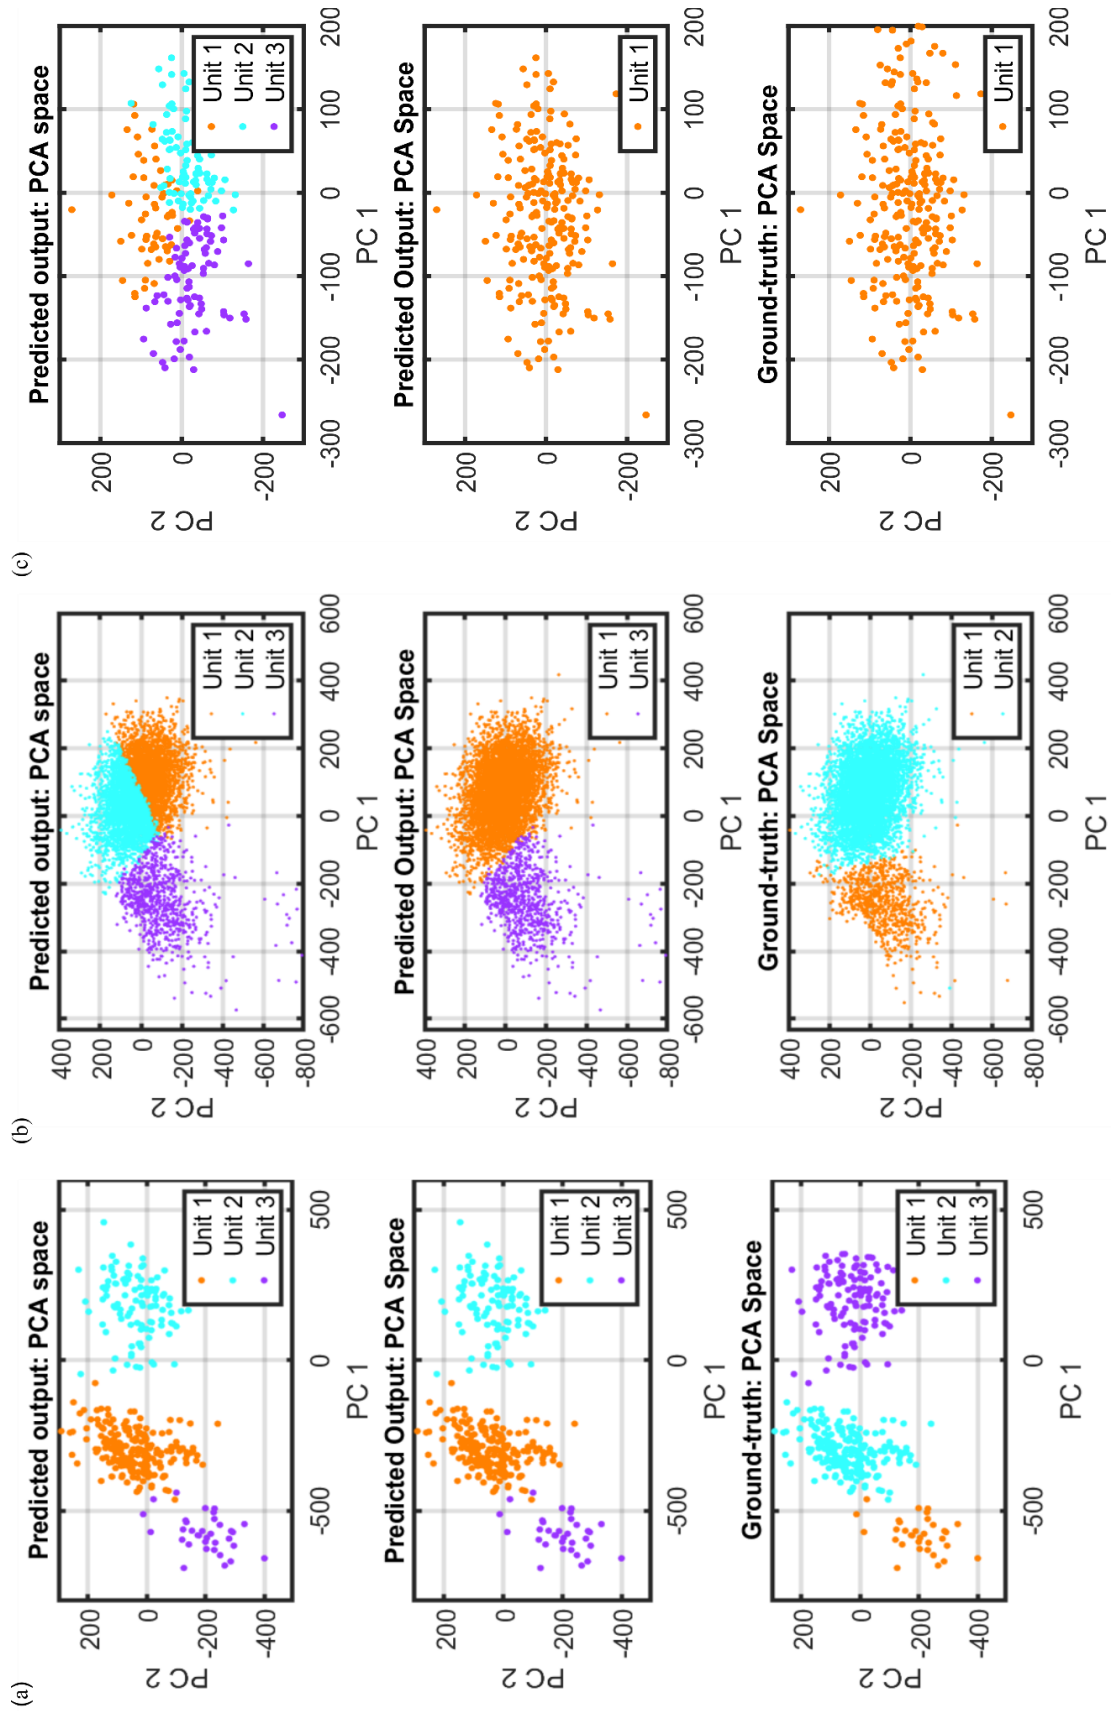 (a)
Predicted output: PCA space
200
0
-200
-400
PC 2
-500
0
500
PC 1
Unit 1
Unit 2
Unit 3
Predicted Output: PCA Space
200
0
-200
-400
PC 2
-500
0
500
PC 1
Unit 1
Unit 2
Unit 3
Ground-truth: PCA Space
200
0
-200
-400
PC 2
-500
0
500
PC 1
Unit 1
Unit 2
Unit 3
(b)
Predicted output: PCA space
400
200
0
-200
-400
-600
-800
PC 2
-600
-400
-200
0
200
400
600
PC 1
Unit 1
Unit 2
Unit 3
Predicted Output: PCA Space
400
200
0
-200
-400
-600
-800
PC 2
-600
-400
-200
0
200
400
600
PC 1
Unit 1
Unit 3
Ground-truth: PCA Space
400
200
0
-200
-400
-600
-800
PC 2
-600
-400
-200
0
200
400
600
PC 1
Unit 1
Unit 2
(c)
Predicted output: PCA space
200
0
-200
PC 2
-300
-200
-100
0
100
200
PC 1
Unit 1
Unit 2
Unit 3
Predicted Output: PCA Space
200
0
-200
PC 2
-300
-200
-100
0
100
200
PC 1
Unit 1
Ground-truth: PCA Space
200
0
-200
PC 2
-300
-200
-100
0
100
200
PC 1
Unit 1